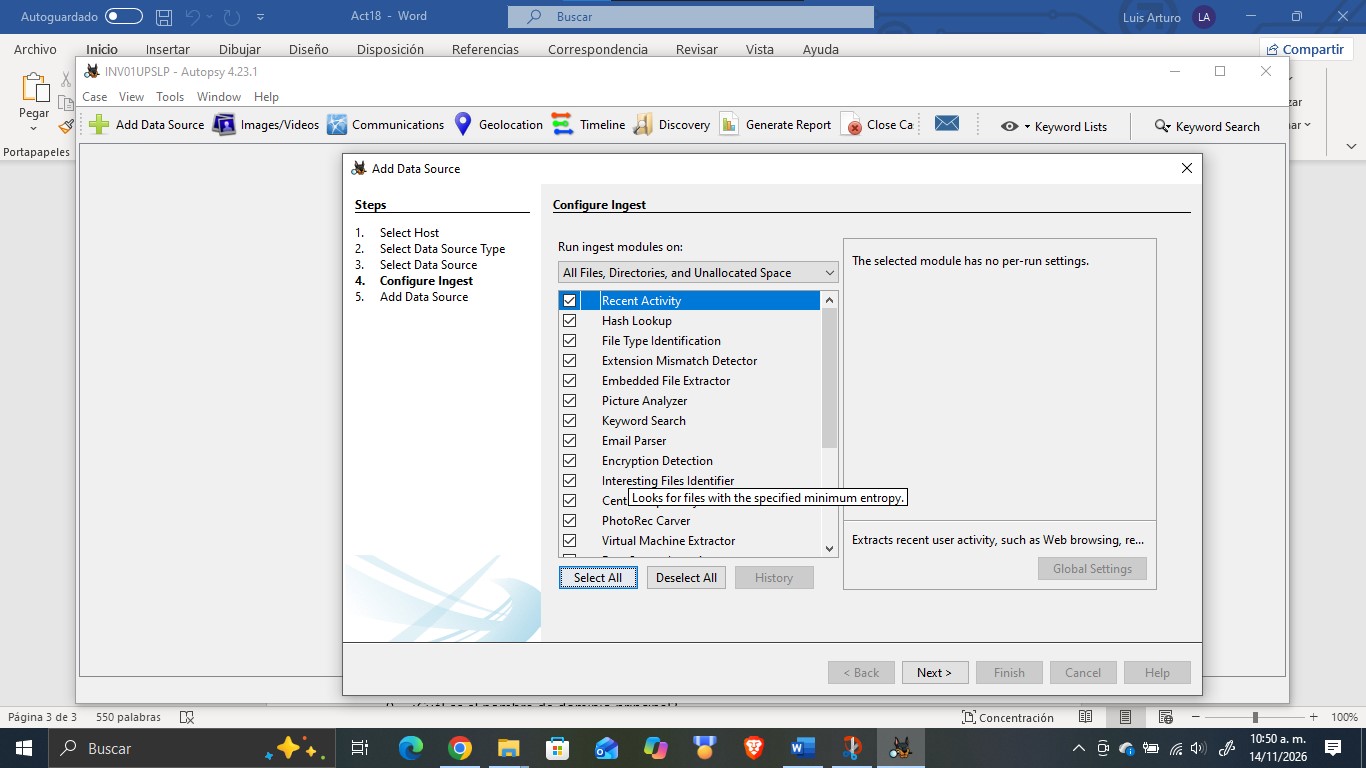 Autoguardado
Act18 - Word
Buscar
Luis Arturo
LA
Archivo Inicio Insertar Dibujar Diseño Disposición Referencias Correspondencia Revisar Vista Ayuda
Compartir
Pegar
Portapapeles
INV01UPSLP - Autopsy 4.23.1
Case View Tools Window Help
Add Data Source Images/Videos Communications Geolocation Timeline Discovery Generate Report Close Ca Keyword Lists Keyword Search
Add Data Source
Steps
1. Select Host
2. Select Data Source Type
3. Select Data Source
4. Configure Ingest
5. Add Data Source
Configure Ingest
Run ingest modules on:
All Files, Directories, and Unallocated Space
Recent Activity
Hash Lookup
File Type Identification
Extension Mismatch Detector
Embedded File Extractor
Picture Analyzer
Keyword Search
Email Parser
Encryption Detection
Interesting Files Identifier
Cent
Looks for files with the specified minimum entropy.
PhotoRec Carver
Virtual Machine Extractor
Select All Deselect All History
The selected module has no per-run settings.
Extracts recent user activity, such as Web browsing, re...
Global Settings
< Back Next > Finish Cancel Help
Página 3 de 3 550 palabras
Concentración
100%
Buscar
10:50 a. m.
14/11/2026